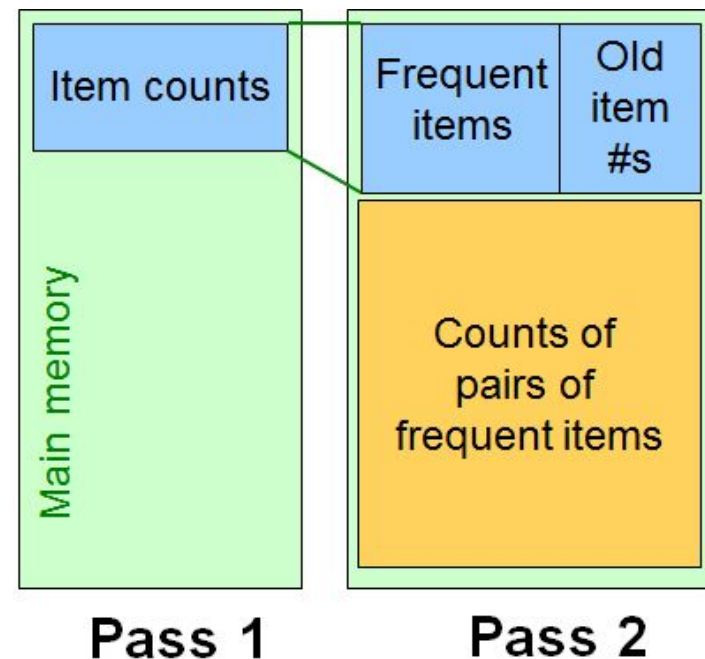 Item counts
Main memory
Frequent
items
Old
item
#s
Counts of
pairs of
frequent items
Pass 1
Pass 2